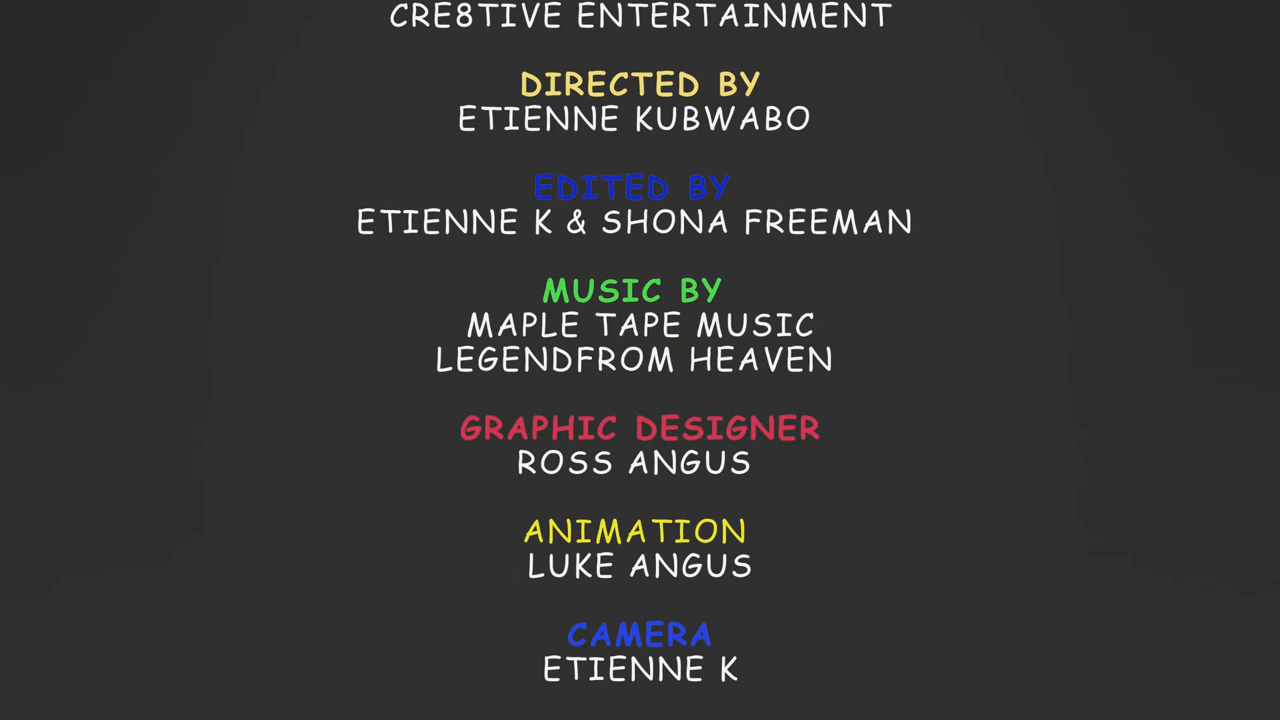 CRE8TIVE ENTERTAINMENT
DIRECTED BY
ETIENNE KUBWABO
EDITED BY
ETIENNE K & SHONA FREEMAN
MUSIC BY
MAPLE TAPE MUSIC
LEGENDFROM HEAVEN
GRAPHIC DESIGNER
ROSS ANGUS
ANIMATION
LUKE ANGUS
CAMERA
ETIENNE K